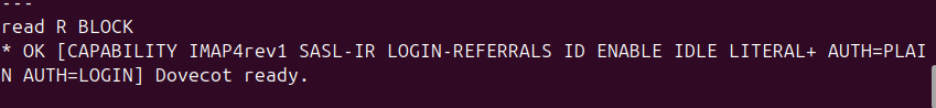 ---
read R BLOCK
* OK [CAPABILITY IMAP4rev1 SASL-IR LOGIN-REFERRALS ID ENABLE IDLE LITERAL+ AUTH=PLAI
N AUTH=LOGIN] Dovecot ready.